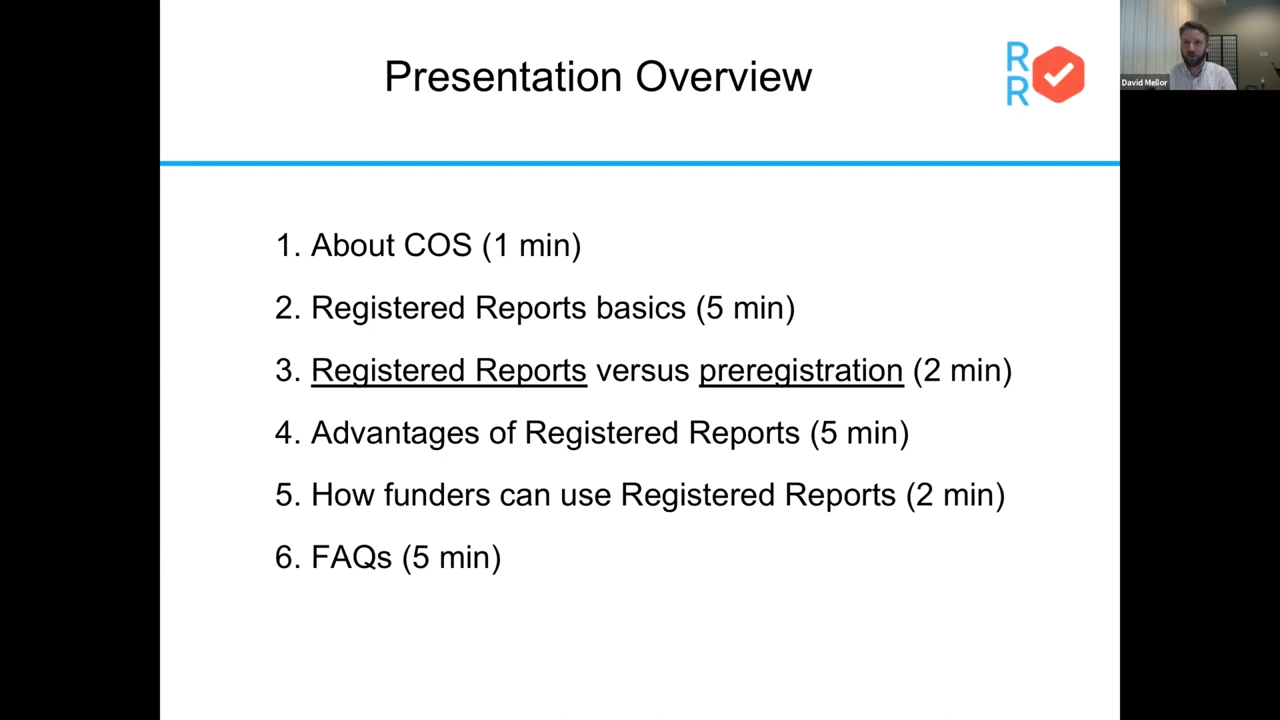 Presentation Overview
R
R
David Mellor
1. About COS (1 min)
2. Registered Reports basics (5 min)
3. Registered Reports versus preregistration (2 min)
4. Advantages of Registered Reports (5 min)
5. How funders can use Registered Reports (2 min)
6. FAQs (5 min)